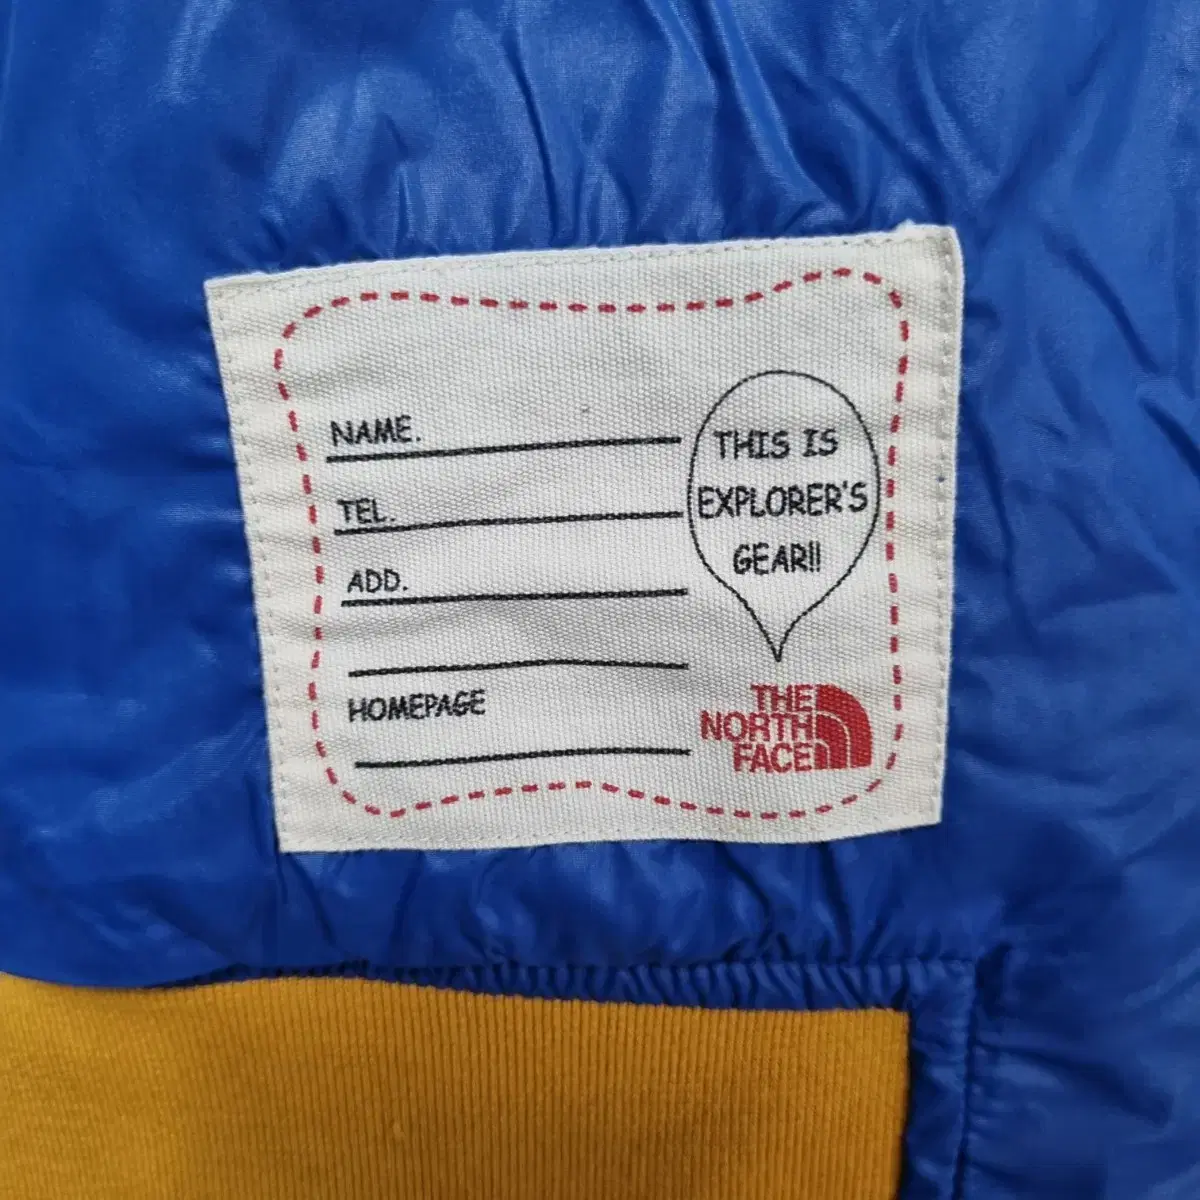 NAME.
TEL.
ADD.
HOMEPAGE
THIS IS
EXPLORER'S
GEAR!!
THE
NORTH
FACE